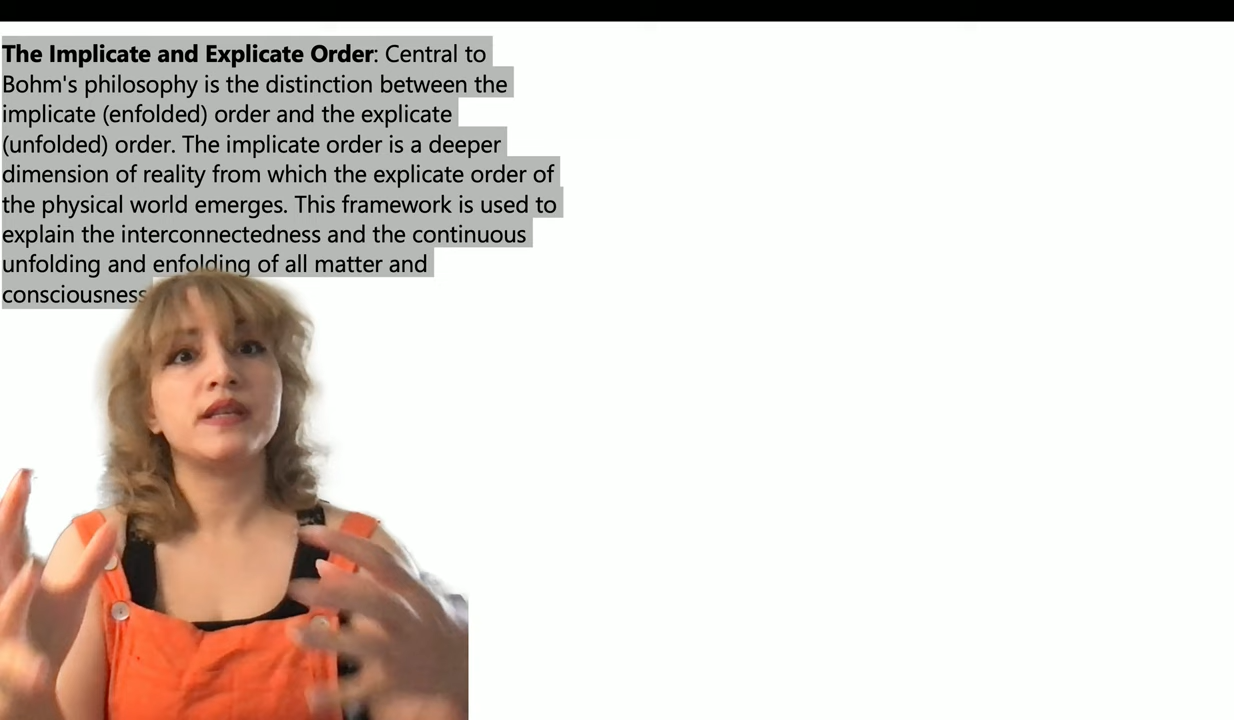 The Implicate and Explicate Order: Central to
Bohm's philosophy is the distinction between the
implicate (enfolded) order and the explicate
(unfolded) order. The implicate order is a deeper
dimension of reality from which the explicate order of
the physical world emerges. This framework is used to
explain the interconnectedness and the continuous
unfolding and enfolding of all matter and
consciousness